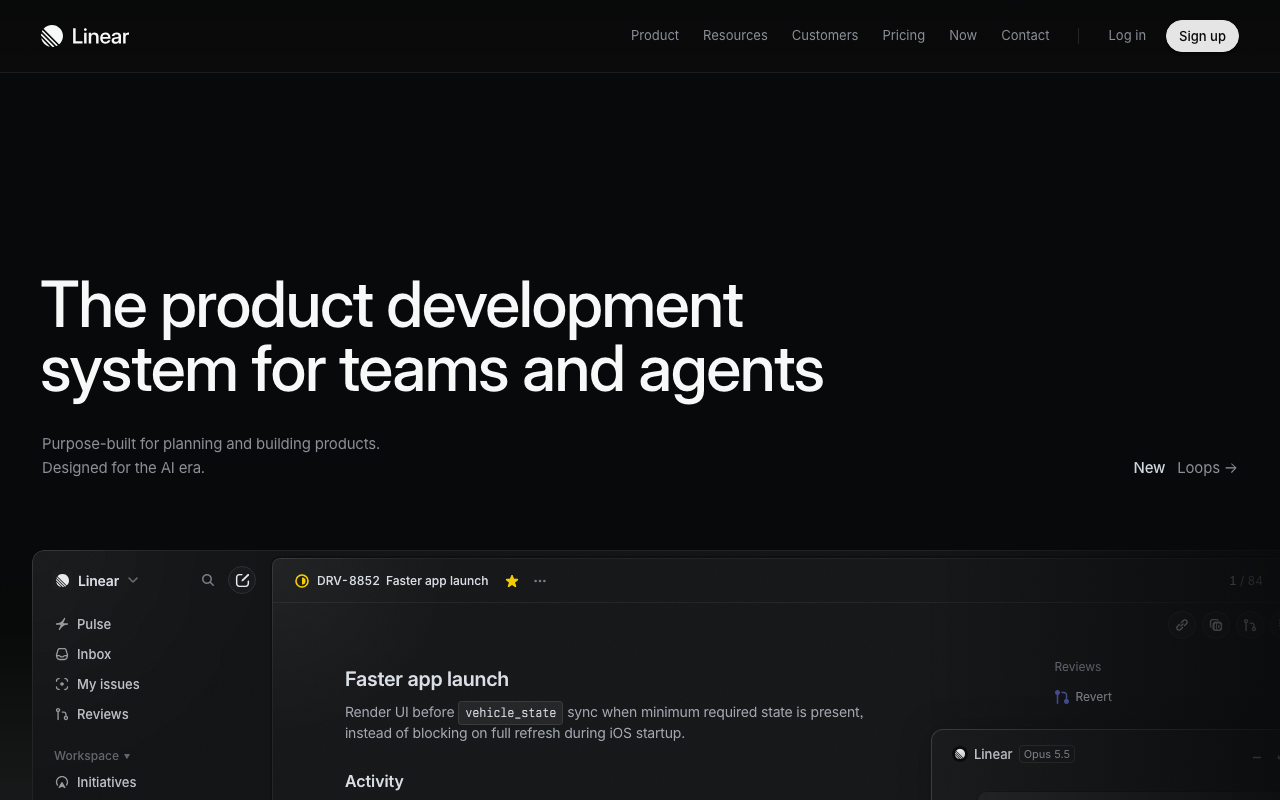 Linear
Product Resources Customers Pricing Now Contact Log in Sign up
The product development
system for teams and agents
Purpose-built for planning and building products.
Designed for the AI era.
New Loops →
Linear
DRV-8852 Faster app launch
1 / 84
Pulse
Inbox
My issues
Reviews
Workspace
Initiatives
Faster app launch
Render UI before vehicle_state sync when minimum required state is present,
instead of blocking on full refresh during iOS startup.
Activity
Reviews
Revert
Linear Opus 5.5